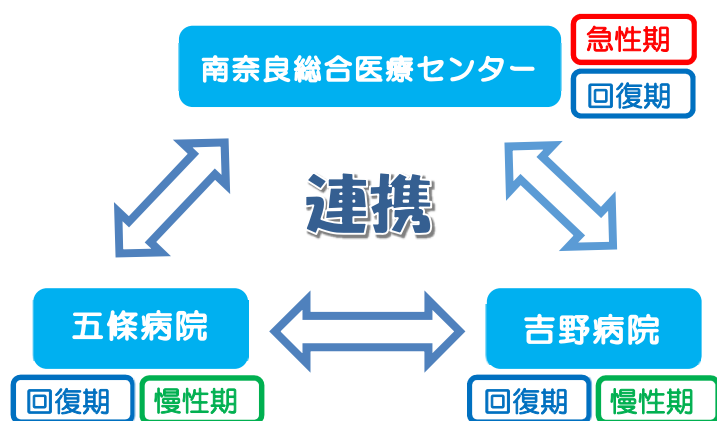 南奈良総合医療センター
急性期
回復期
連携
五條病院
吉野病院
回復期
慢性期
回復期
慢性期